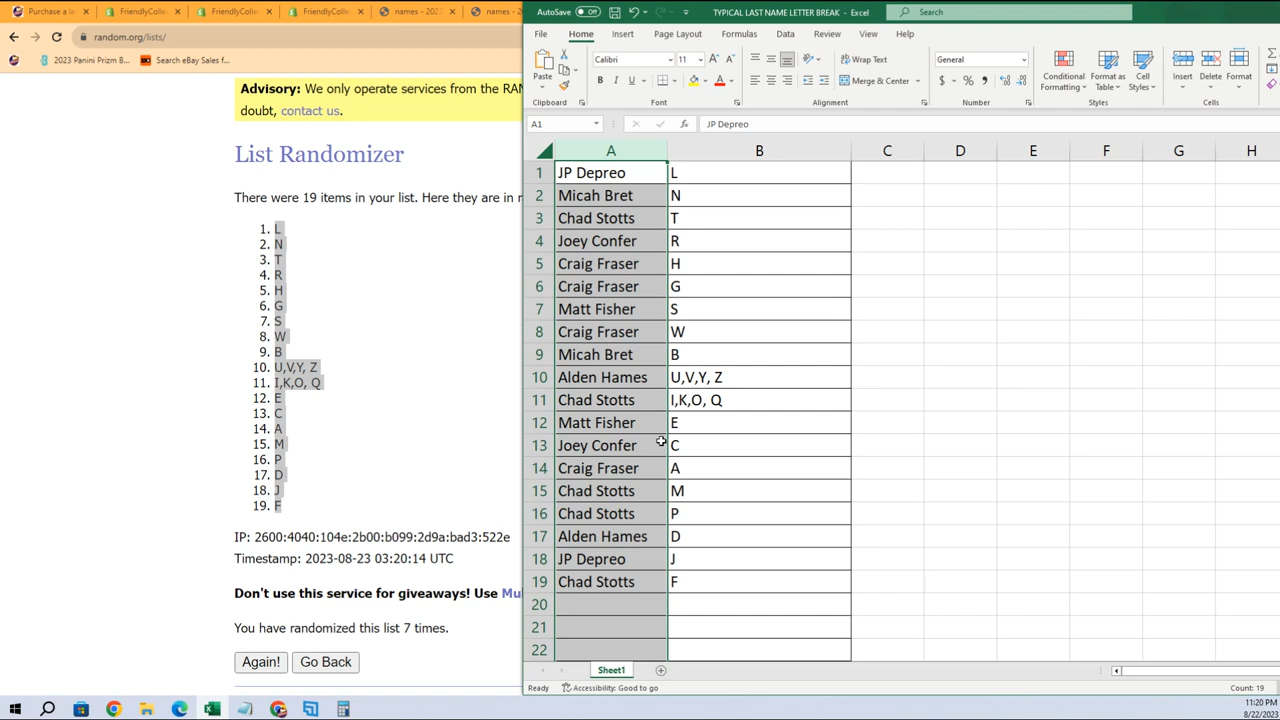 Purchase a la
FriendlyColle
FriendlyColle
FriendlyColle
names - 202
names - 202
random.org/lists/
2023 Panini Prizm B...
Search eBay Sales f...
Advisory: We only operate services from the RAN
doubt, contact us.
List Randomizer
There were 19 items in your list. Here they are in r
1. L
2. N
3. T
4. R
5. H
6. G
7. S
8. W
9. B
10. U,V,Y, Z
11. I,K,O, Q
12. E
13. C
14. A
15. M
16. P
17. D
18. J
19. F
IP: 2600:4040:104e:2b00:b099:2d9a:bad3:522e
Timestamp: 2023-08-23 03:20:14 UTC
Don't use this service for giveaways! Use Mu
You have randomized this list 7 times.
Again! Go Back
AutoSave Off TYPICAL LAST NAME LETTER BREAK - Excel Search
File Home Insert Page Layout Formulas Data Review View Help
Paste Calibri 11 Wrap Text General Conditional Formatting Format as Table Cell Styles Insert Delete Format
Merge & Center
Clipboard Font Alignment Number Styles Cells
A1 JP Depreo
A B C D E F G H
1 JP Depreo L
2 Micah Bret N
3 Chad Stotts T
4 Joey Confer R
5 Craig Fraser H
6 Craig Fraser G
7 Matt Fisher S
8 Craig Fraser W
9 Micah Bret B
10 Alden Hames U,V,Y, Z
11 Chad Stotts I,K,O, Q
12 Matt Fisher E
13 Joey Confer C
14 Craig Fraser A
15 Chad Stotts M
16 Chad Stotts P
17 Alden Hames D
18 JP Depreo J
19 Chad Stotts F
20
21
22
Sheet1
Ready Accessibility: Good to go Count: 19
11:20 PM
8/22/2023